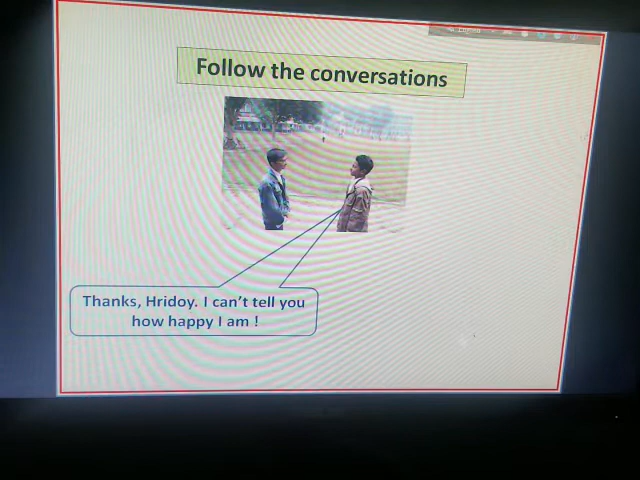 Follow the conversations
Thanks, Hridoy. I can't tell you
how happy I am !